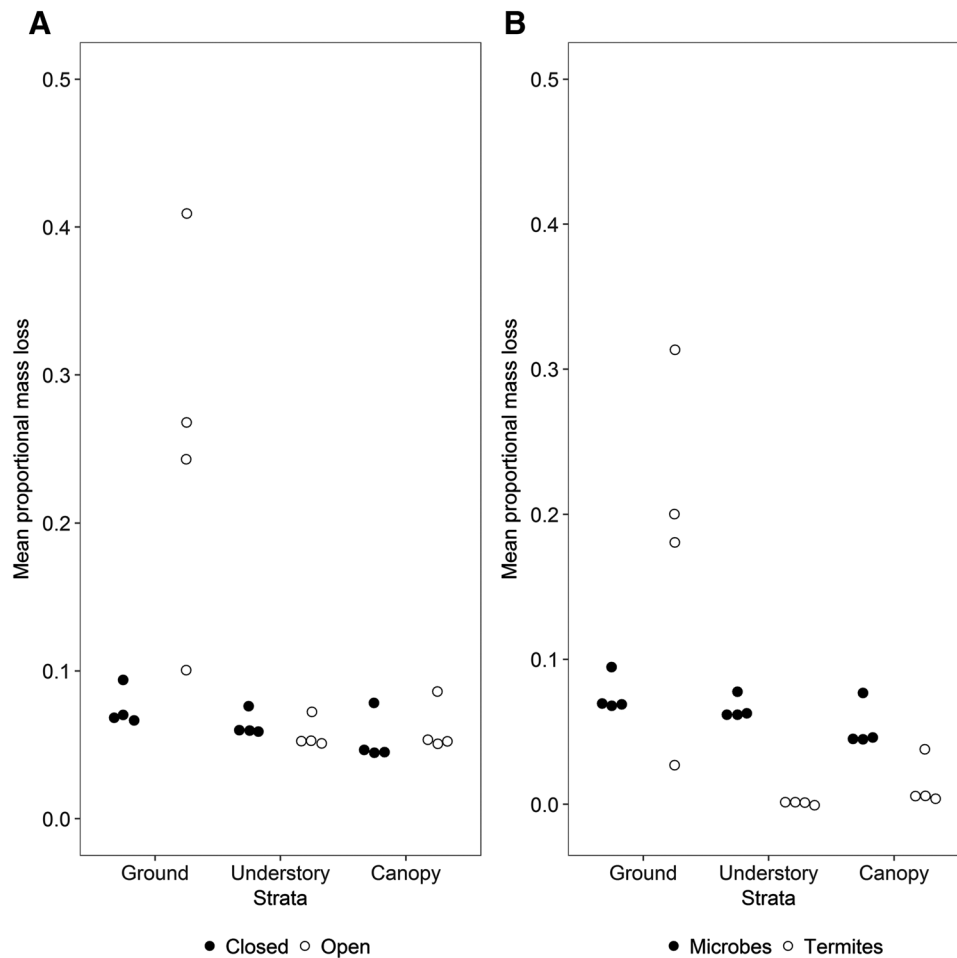 A
Mean proportional mass loss
0.5
0.4
0.3
0.2
0.1
0.0
Ground Understory Canopy
Strata
Closed Open
B
Mean proportional mass loss
0.5
0.4
0.3
0.2
0.1
0.0
Ground Understory Canopy
Strata
Microbes Termites